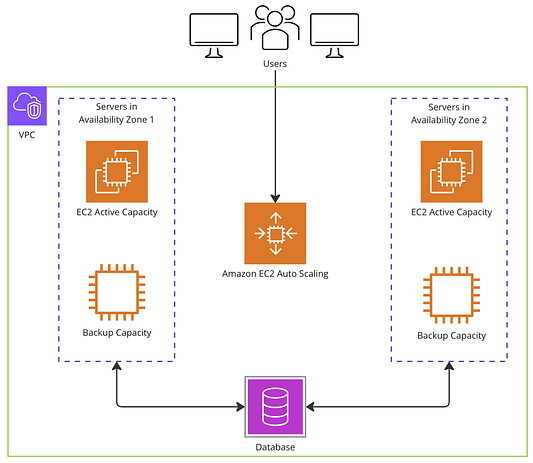 Users
VPC
Servers in
Availability Zone 1
EC2 Active Capacity
Backup Capacity
Amazon EC2 Auto Scaling
Servers in
Availability Zone 2
EC2 Active Capacity
Backup Capacity
Database